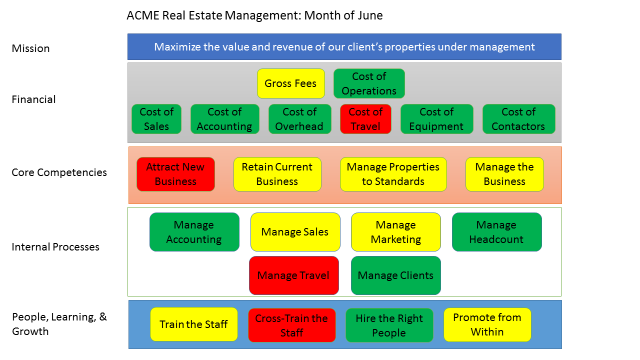 ACME Real Estate Management: Month of June
Mission
Maximize the value and revenue of our client's properties under management
Financial
Gross Fees
Cost of
Operations
Cost of
Sales
Cost of
Accounting
Cost of
Overhead
Cost of
Travel
Cost of
Equipment
Cost of
Contactors
Core Competencies
Attract New
Business
Retain Current
Business
Manage Properties
to Standards
Manage the
Business
Internal Processes
Manage
Accounting
Manage Sales
Manage
Marketing
Manage
Headcount
Manage Travel
Manage Clients
People, Learning, &
Growth
Train the Staff
Cross-Train the
Staff
Hire the Right
People
Promote from
Within